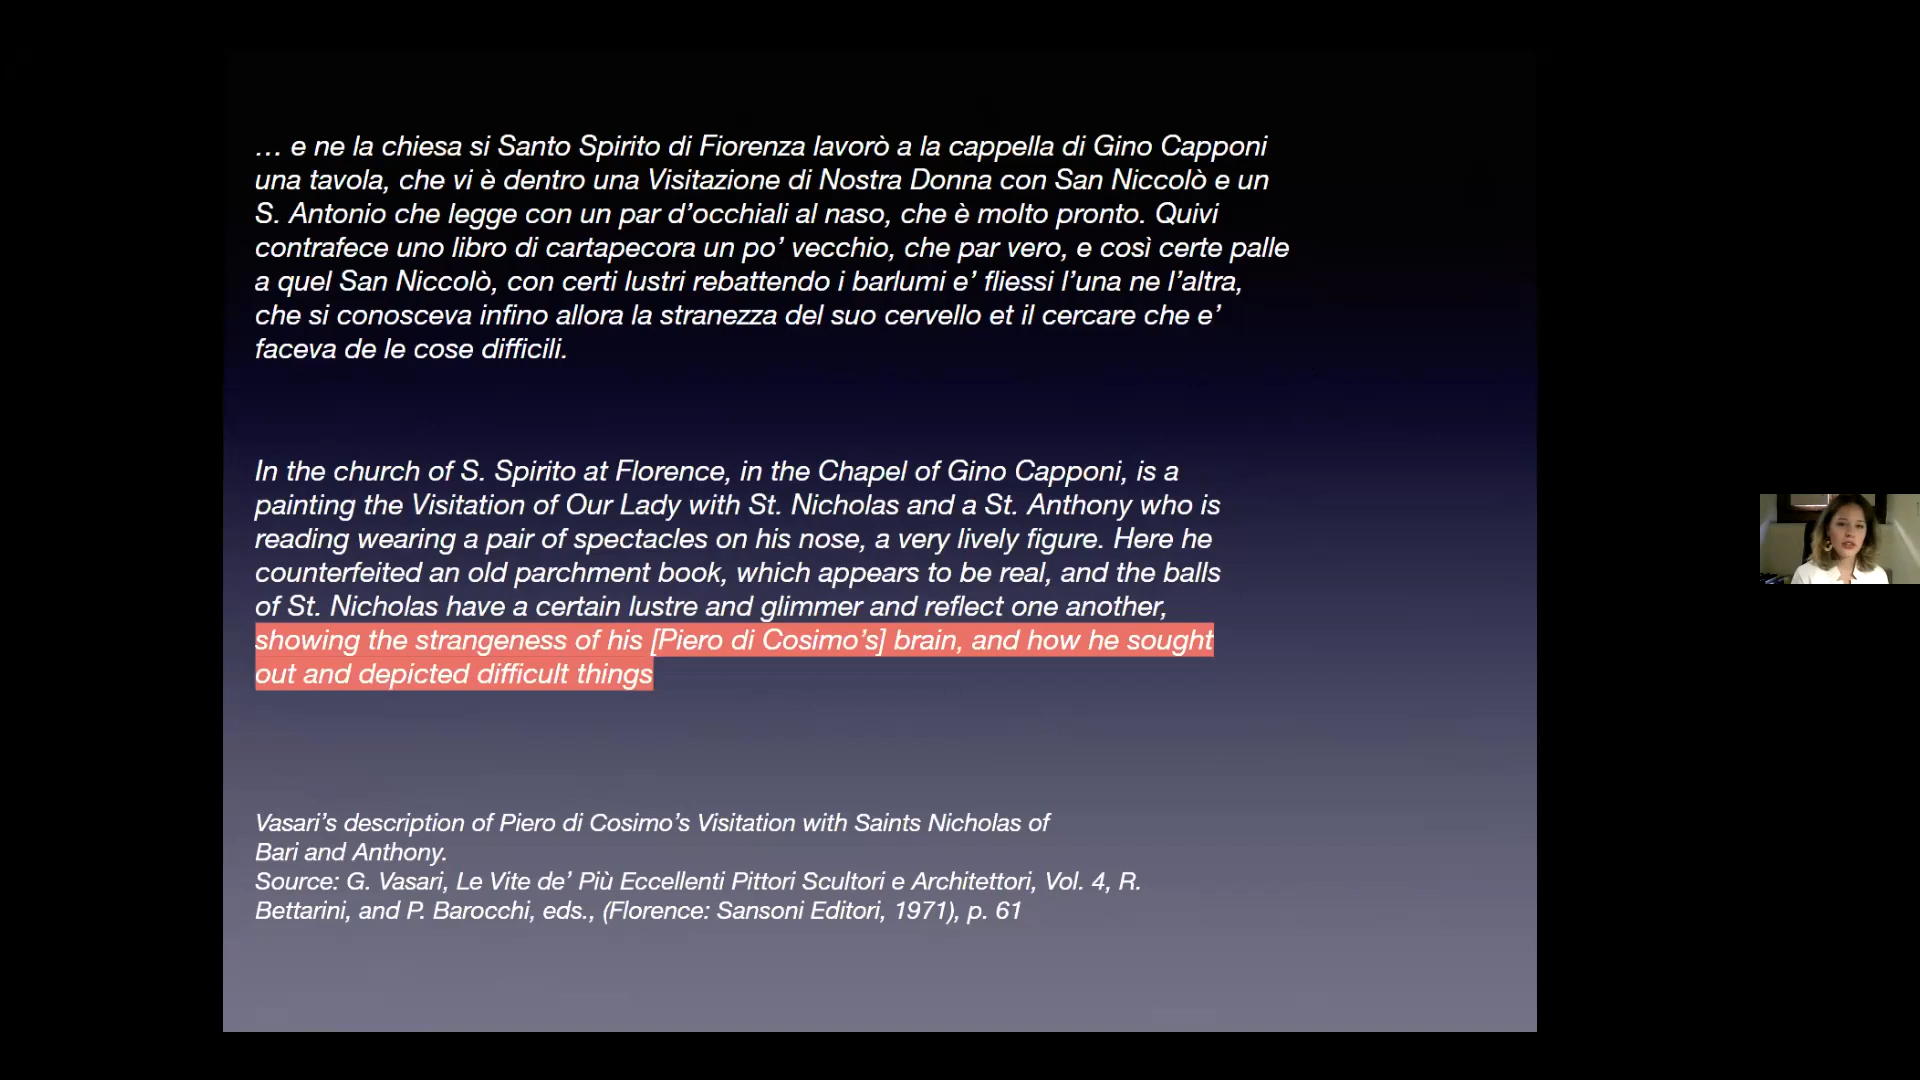 … e ne la chiesa si Santo Spirito di Fiorenza lavorò a la cappella di Gino Capponi
una tavola, che vi è dentro una Visitazione di Nostra Donna con San Niccolò e un
S. Antonio che legge con un par d’occhiali al naso, che è molto pronto. Quivi
contrafece uno libro di cartapecora un po’ vecchio, che par vero, e così certe palle
a quel San Niccolò, con certi lustri rebattendo i barlumi e’ fliessi l’una ne l’altra,
che si conosceva infino allora la stranezza del suo cervello et il cercare che e’
faceva de le cose difficili.
In the church of S. Spirito at Florence, in the Chapel of Gino Capponi, is a
painting the Visitation of Our Lady with St. Nicholas and a St. Anthony who is
reading wearing a pair of spectacles on his nose, a very lively figure. Here he
counterfeited an old parchment book, which appears to be real, and the balls
of St. Nicholas have a certain lustre and glimmer and reflect one another,
showing the strangeness of his [Piero di Cosimo’s] brain, and how he sought
out and depicted difficult things
Vasari’s description of Piero di Cosimo’s Visitation with Saints Nicholas of
Bari and Anthony.
Source: G. Vasari, Le Vite de’ Più Eccellenti Pittori Scultori e Architettori, Vol. 4, R.
Bettarini, and P. Barocchi, eds., (Florence: Sansoni Editori, 1971), p. 61